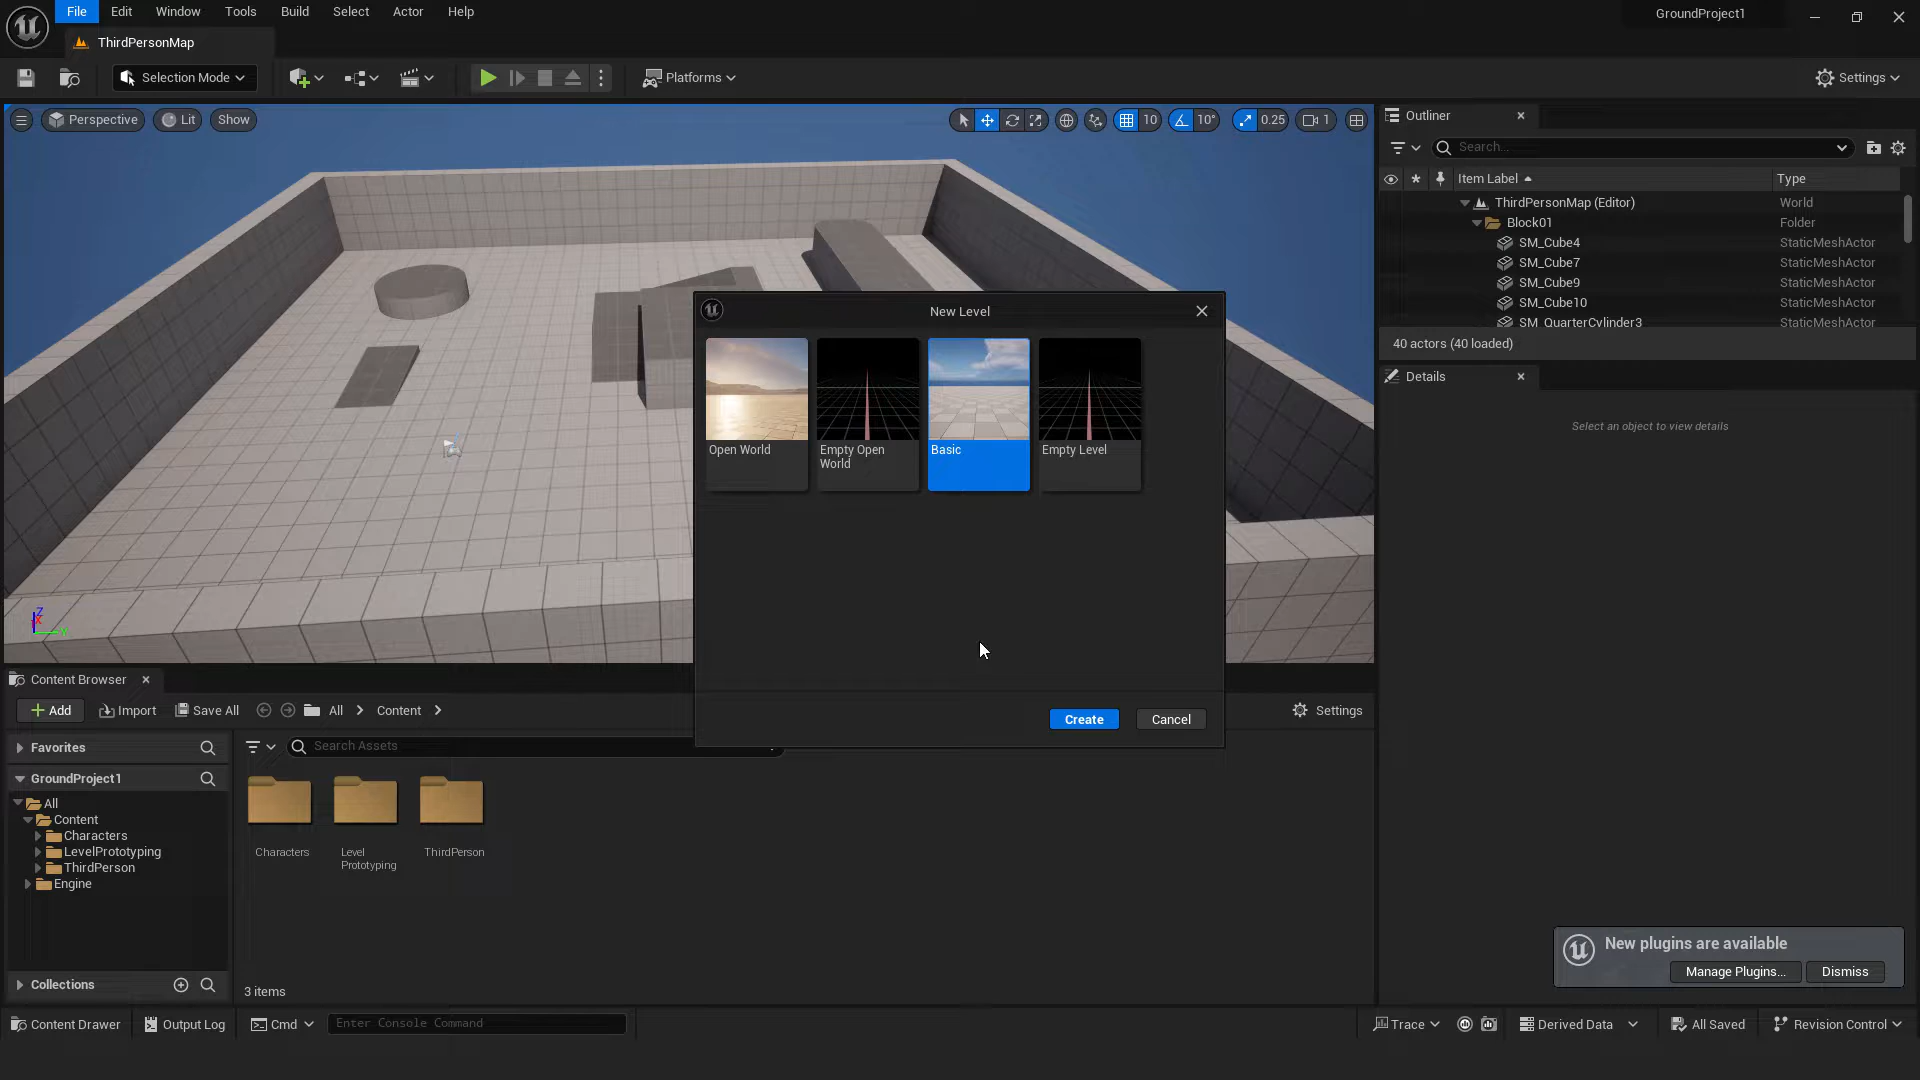 File Edit Window Tools Build Select Actor Help
GroundProject1
ThirdPersonMap
Selection Mode
Platforms
Settings
Perspective
Lit
Show
10
10°
0.25
1
Outliner
Search...
Item Label
Type
ThirdPersonMap (Editor) World
Block01 Folder
SM_Cube4 StaticMeshActor
SM_Cube7 StaticMeshActor
SM_Cube9 StaticMeshActor
SM_Cube10 StaticMeshActor
SM_QuarterCylinder3 StaticMeshActor
40 actors (40 loaded)
Details
Select an object to view details
New Level
Open World
Empty Open
World
Basic
Empty Level
Create
Cancel
Z
X
Content Browser
Add
Import
Save All
All
Content
Settings
Favorites
Search Assets
GroundProject1
All
Content
Characters
LevelPrototyping
ThirdPerson
Engine
Collections
Characters
Level
Prototyping
ThirdPerson
3 items
New plugins are available
Manage Plugins...
Dismiss
Content Drawer
Output Log
Cmd
Enter Console Command
Trace
Derived Data
All Saved
Revision Control